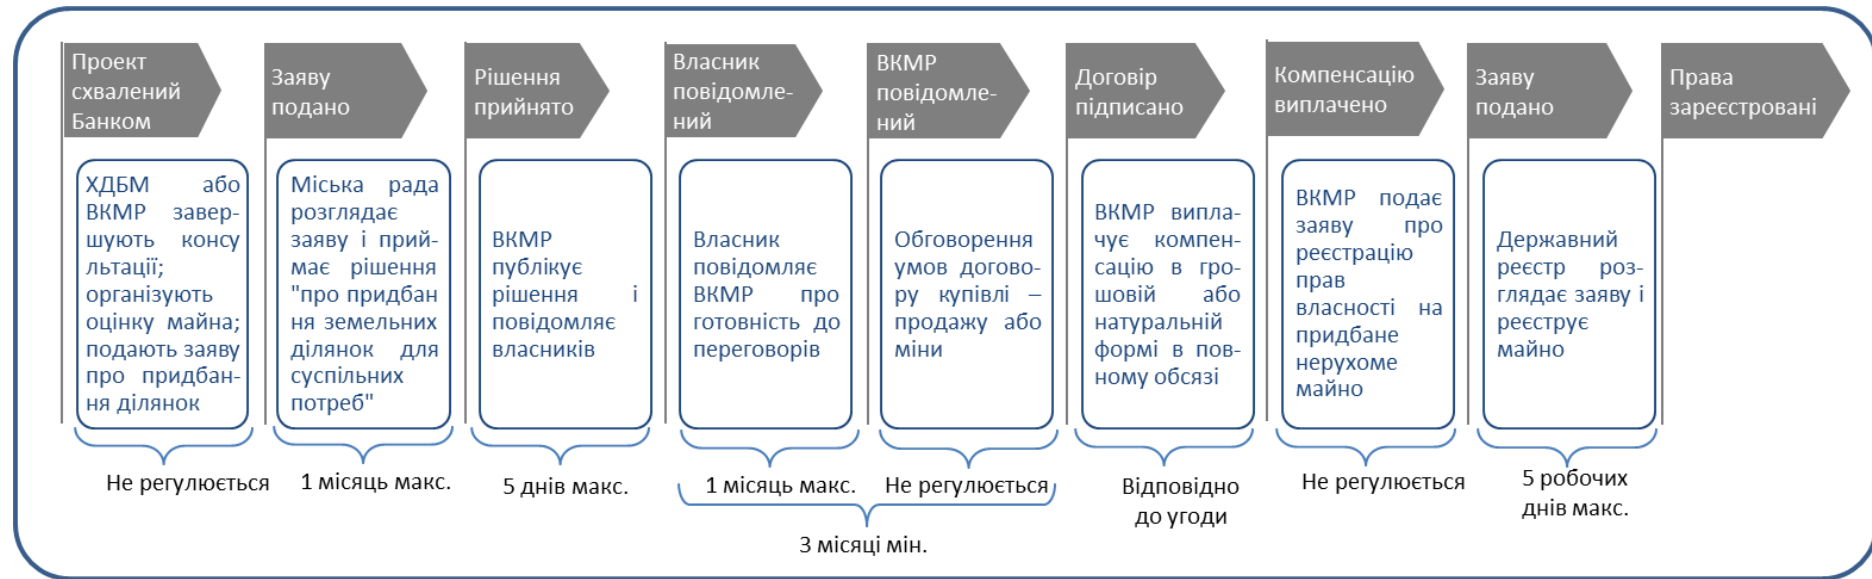 Проект
схвалений
Банком
Заяву
подано
Рішення
прийнято
Власник
повідомле-
ний
ВКМР
повідомле-
ний
Договір
підписано
Компенсацію
виплачено
Заяву
подано
Права
зареєстровані
ХДБМ або
ВКМР завер-
шують консу
льтації;
організують
оцінку майна;
подають заяву
про придбан-
ня ділянок
Міська рада
розглядає
заяву і прий-
має рішення
"про придбан
ня земельних
ділянок для
суспільних
потреб"
ВКМР
публікує
рішення і
повідомляє
власників
Власник
повідомляє
ВКМР про
готовність до
переговорів
Обговорення
умов догово-
ру купівлі –
продажу або
міни
ВКМР випла-
чує компен-
сацію в гро-
шовій або
натуральній
формі в пов-
ному обсязі
ВКМР подає
заяву про
реєстрацію
прав
власності на
придбане
нерухоме
майно
Державний
реєстр роз-
глядає заяву і
реєструє
майно
Не регулюється
1 місяць макс.
5 днів макс.
1 місяць макс.
Не регулюється
Відповідно
до угоди
Не регулюється
5 робочих
днів макс.
3 місяці мін.